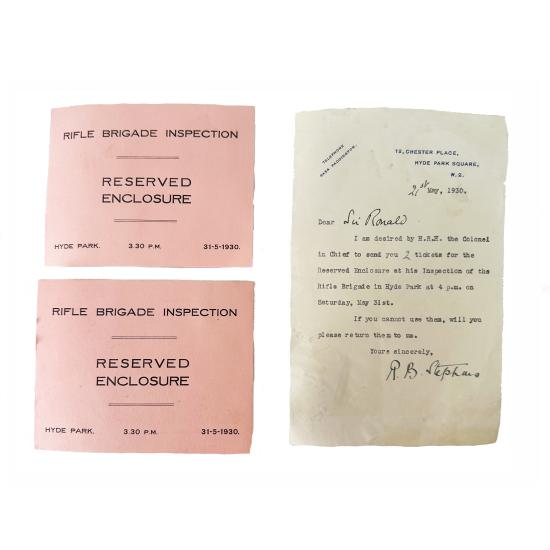 RIFLE BRIGADE INSPECTION
RESERVED
ENCLOSURE
HYDE PARK. 3.30 P.M. 31-5-1930.
RIFLE BRIGADE INSPECTION
RESERVED
ENCLOSURE
HYDE PARK. 3.30 P.M. 31-5-1930.
TELEPHONE
PADDINGTON.
12, CHESTER PLACE,
HYDE PARK SQUARE,
W.2.
21st May, 1930.
Dear Sir Ronald
I am desired by H.R.H. the Colonel
in Chief to send you 2 tickets for the
Reserved Enclosure at his Inspection of the
Rifle Brigade in Hyde Park at 4 p.m. on
Saturday, May 31st.
If you cannot use them, will you
please return them to me.
Yours sincerely,
R. B. Stephens